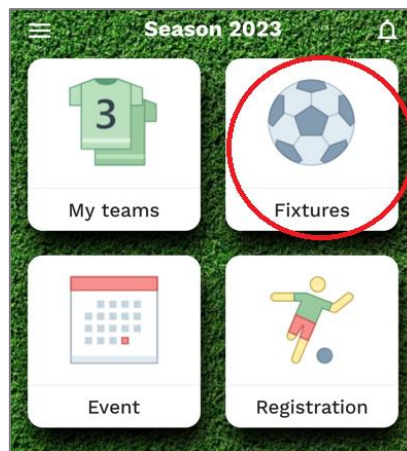 Season 2023
3
My teams
Fixtures
Event
Registration